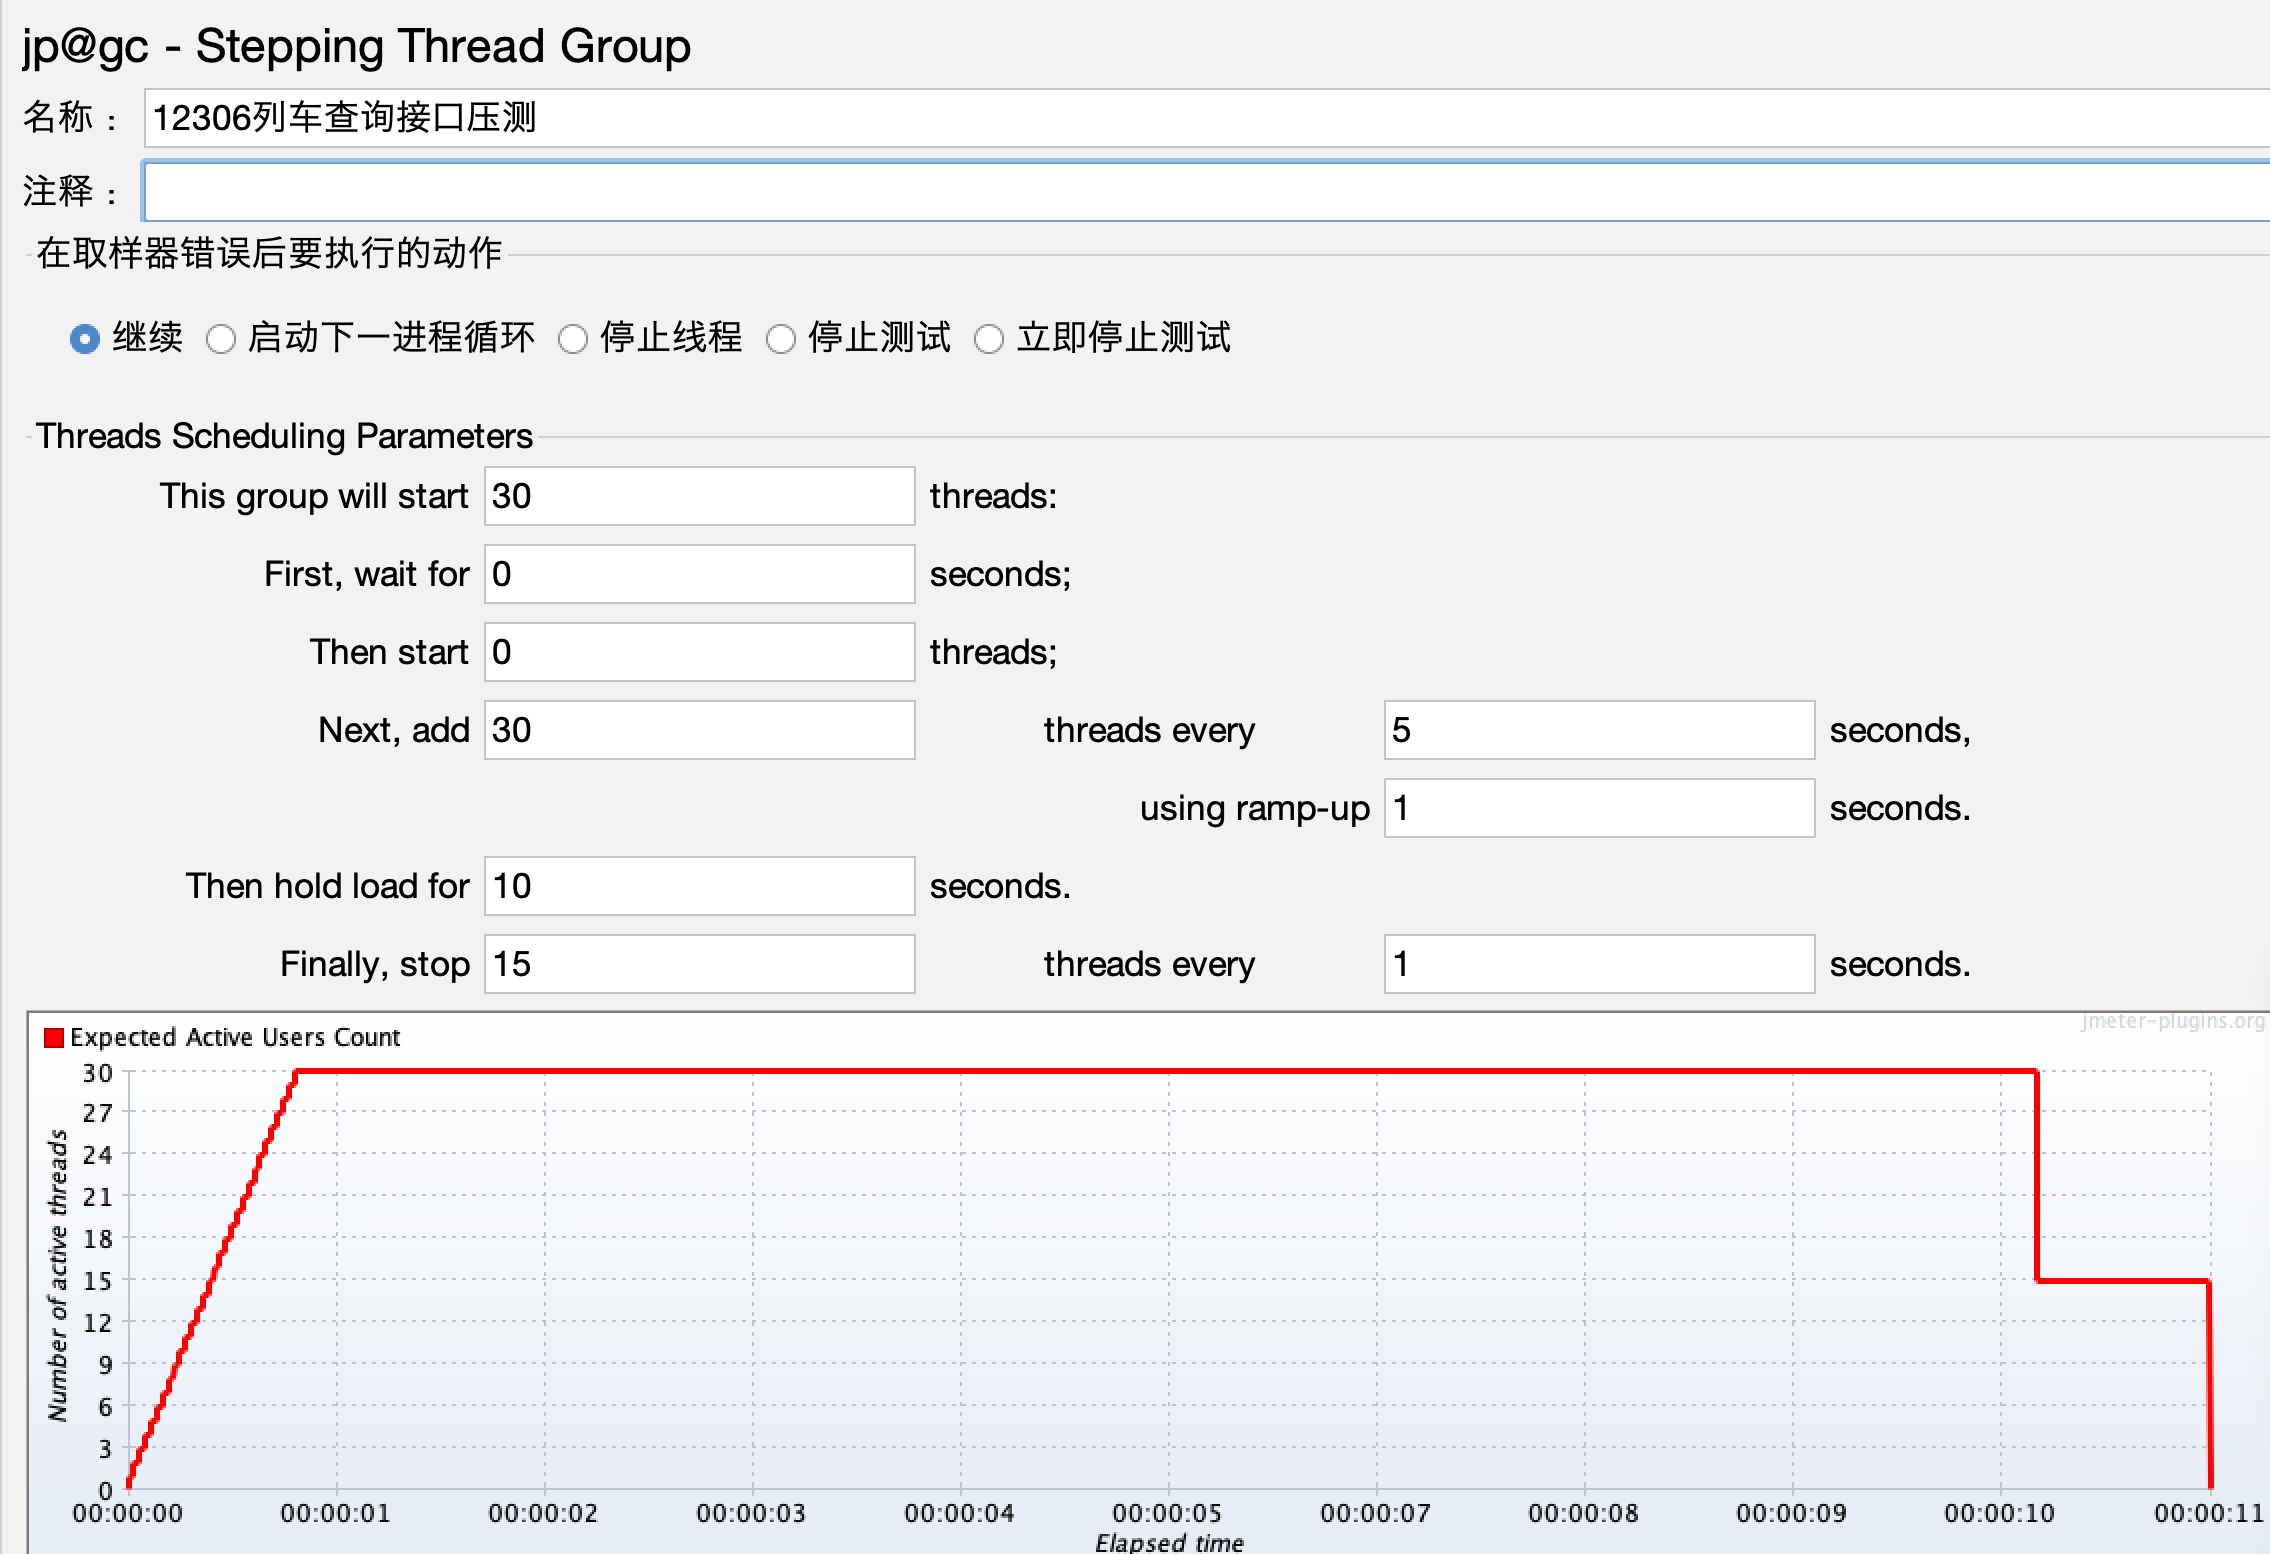 jp@gc - Stepping Thread Group
名称： 12306列车查询接口压测
注释：
在取样器错误后要执行的动作
继续 启动下一进程循环 停止线程 停止测试 立即停止测试
Threads Scheduling Parameters
This group will start 30 threads:
First, wait for 0 seconds;
Then start 0 threads;
Next, add 30 threads every 5 seconds,
using ramp-up 1 seconds.
Then hold load for 10 seconds.
Finally, stop 15 threads every 1 seconds.
jmeter-plugins.org
Expected Active Users Count
30
27
24
21
18
15
12
9
6
3
0
Number of active threads
00:00:00 00:00:01 00:00:02 00:00:03 00:00:04 00:00:05 00:00:07 00:00:08 00:00:09 00:00:10 00:00:11
Elapsed time